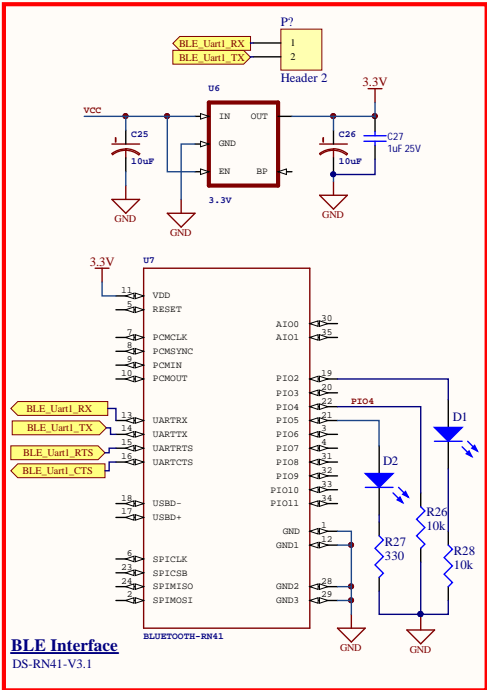 P?
BLE_Uart1_RX 1
BLE_Uart1_TX 2
Header 2
U6
3.3V
VCC
IN OUT
C25
10uF
GND
C26
10uF
C27
1uF 25V
EN BP
3.3V
GND
GND
GND
U7
3.3V
11 VDD
5 RESET
AIO0 30
AIO1 35
7 PCMCLK
8 PCMSYNC
9 PCMIN
10 PCMOUT
PIO2 19
PIO3 20
PIO4 22 PIO4
PIO5 21
PIO6 3
PIO7 4
PIO8 31
PIO9 32
PIO10 33
PIO11 34
BLE_Uart1_RX 13 UARTRX
BLE_Uart1_TX 14 UARTTX
BLE_Uart1_RTS 15 UARTRTS
BLE_Uart1_CTS 16 UARTCTS
D1
D2
18 USBD-
17 USBD+
GND 1
GND1 12
R26
10k
R27
330
R28
10k
6 SPICLK
23 SPICSB
24 SPIMISO
2 SPIMOSI
GND2 28
GND3 29
BLUETOOTH-RN41
GND
GND
BLE Interface
DS-RN41-V3.1